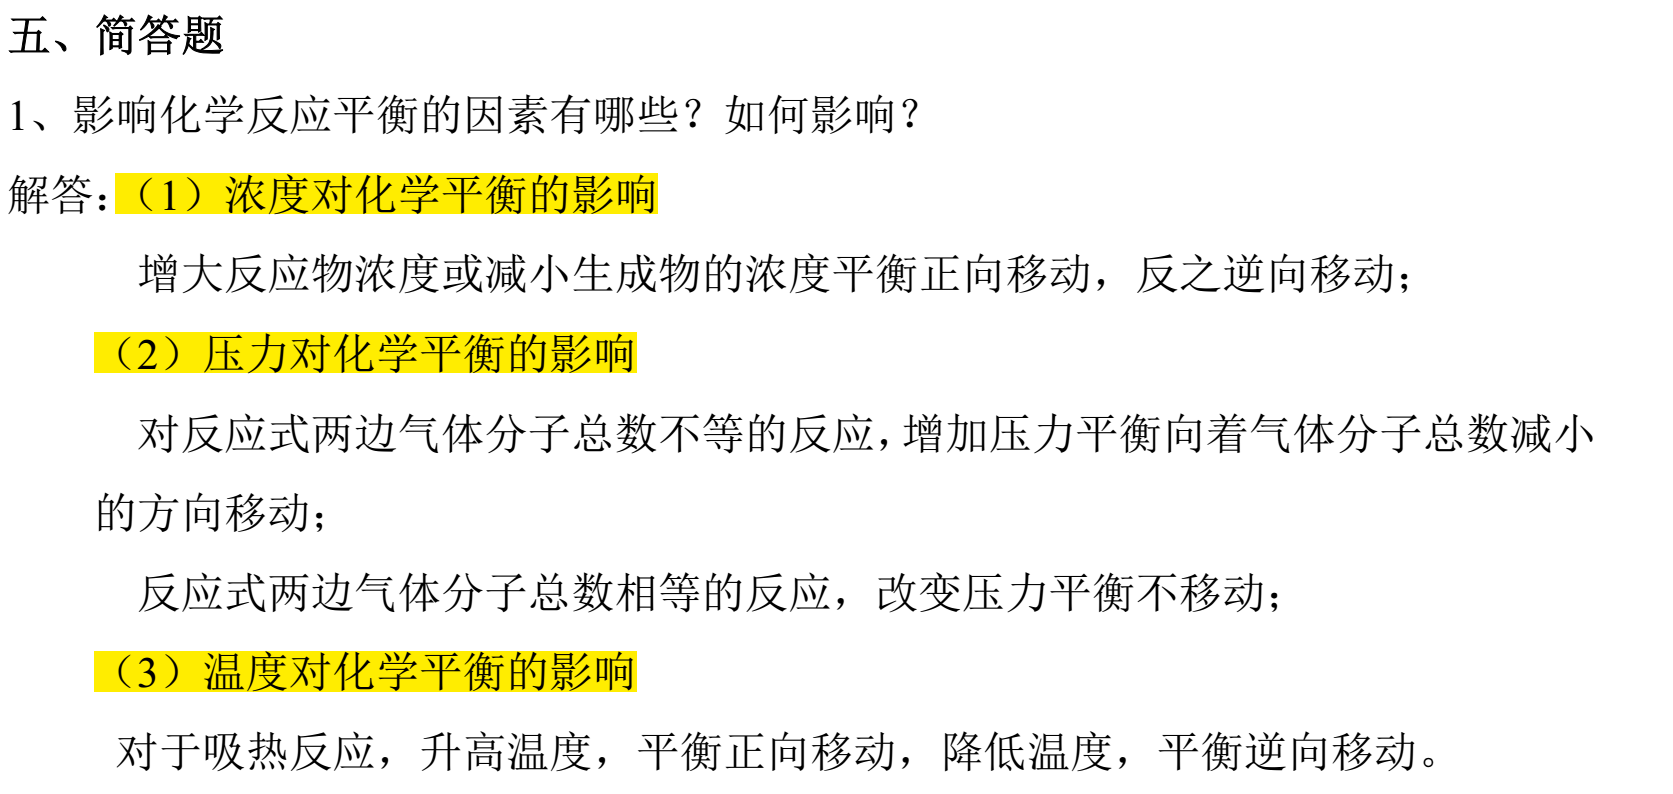 五、简答题
1、影响化学反应平衡的因素有哪些？如何影响？
解答：（1）浓度对化学平衡的影响
增大反应物浓度或减小生成物的浓度平衡正向移动，反之逆向移动；
（2）压力对化学平衡的影响
对反应式两边气体分子总数不等的反应，增加压力平衡向着气体分子总数减小
的方向移动；
反应式两边气体分子总数相等的反应，改变压力平衡不移动；
（3）温度对化学平衡的影响
对于吸热反应，升高温度，平衡正向移动，降低温度，平衡逆向移动。